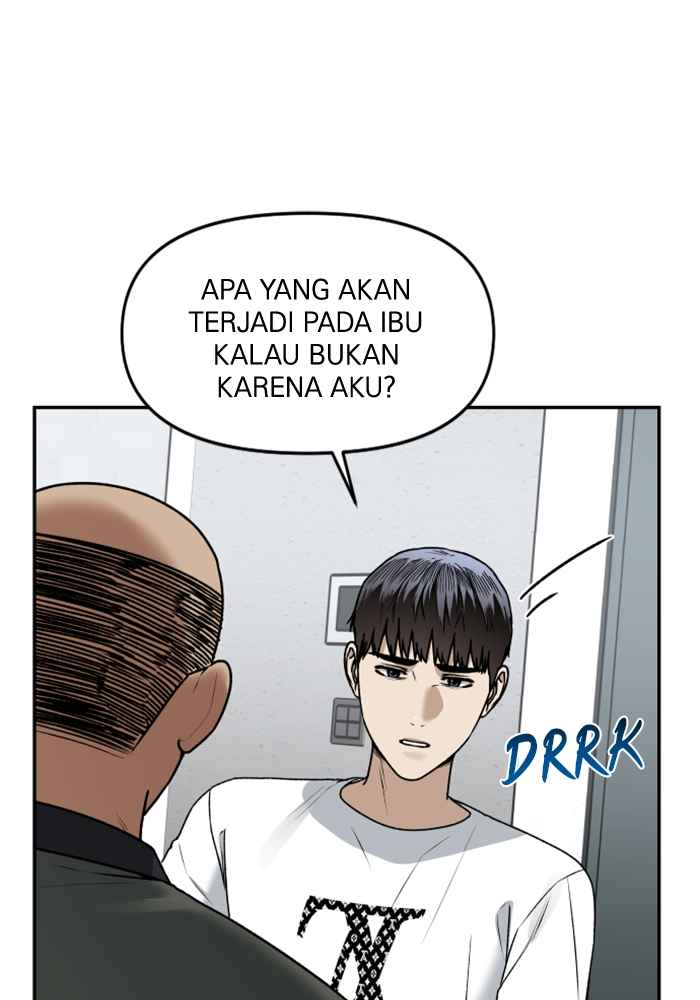 APA YANG AKAN
TERJADI PADA IBU
KALAU BUKAN
KARENA AKU?
DRRK